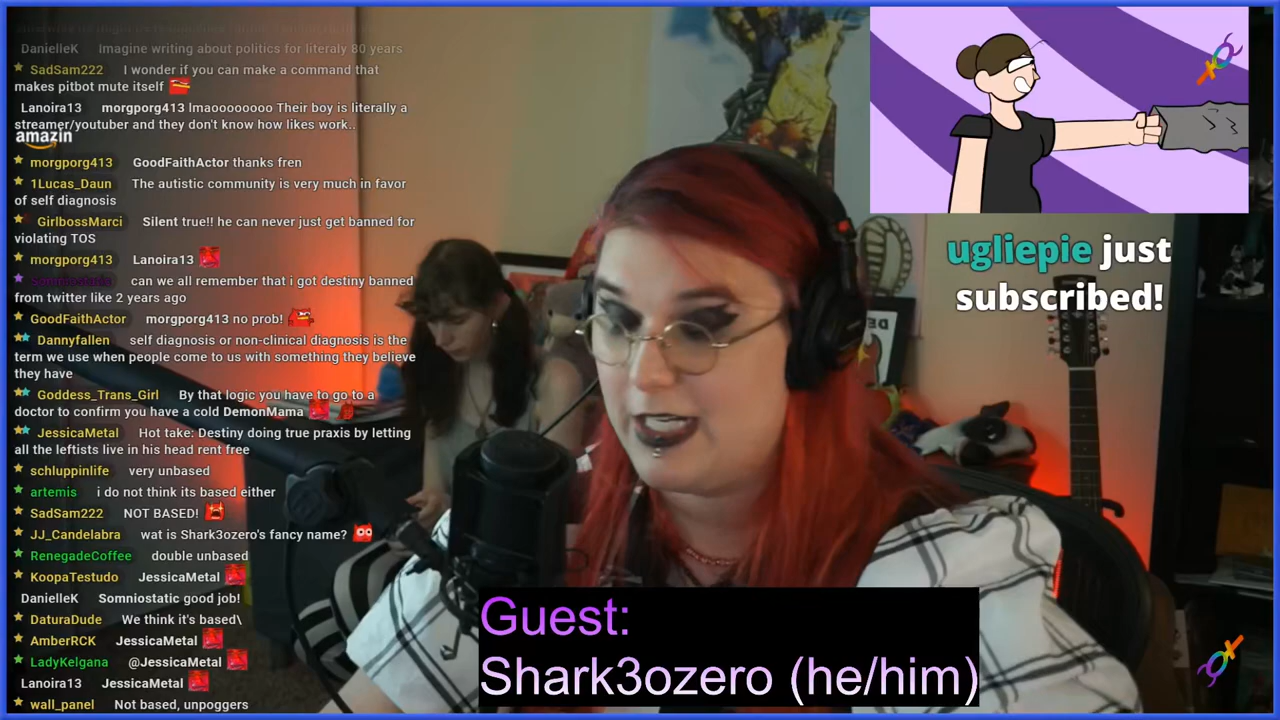 DanielleK Imagine writing about politics for literaly 80 years
SadSam222 I wonder if you can make a command that
makes pitbot mute itself
Lanoira13 morgporg413 lmaooooooo Their boy is literally a
streamer/youtuber and they don't know how likes work..
amazin
morgporg413 GoodFaithActor thanks fren
1Lucas_Daun The autistic community is very much in favor
of self diagnosis
GirlbossMarci Silent true!! he can never just get banned for
violating TOS
morgporg413 Lanoira13
can we all remember that i got destiny banned
from twitter like 2 years ago
GoodFaithActor morgporg413 no prob!
Dannyfallen self diagnosis or non-clinical diagnosis is the
term we use when people come to us with something they believe
they have
Goddess_Trans_Girl By that logic you have to go to a
doctor to confirm you have a cold DemonMama
JessicaMetal Hot take: Destiny doing true praxis by letting
all the leftists live in his head rent free
schluppinlife very unbased
artemis i do not think its based either
SadSam222 NOT BASED!
JJ_Candelabra wat is Shark3ozero's fancy name?
RenegadeCoffee double unbased
KoopaTestudo JessicaMetal
DanielleK Somniostatic good job!
DaturaDude We think it's based\
AmberRCK JessicaMetal
LadyKelgana @JessicaMetal
Lanoira13 JessicaMetal
wall_panel Not based, unpoggers
ugliepie just
subscribed!
Guest:
Shark3ozero (he/him)